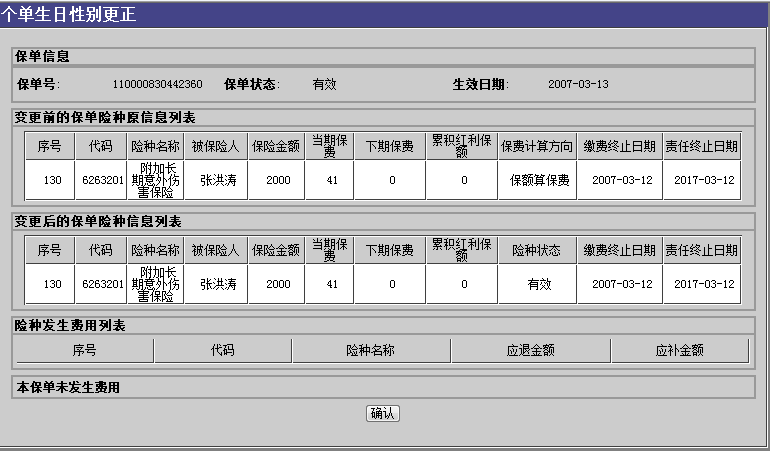 个单生日性别更正
保单信息
保单号: 110000830442360 保单状态: 有效 生效日期: 2007-03-13
变更前的保单险种原信息列表
序号 代码 险种名称 被保险人 保险金额 当期保费 下期保费 累积红利保额 保费计算方向 缴费终止日期 责任终止日期
130 6263201 附加长期意外伤害保险 张洪涛 2000 41 0 0 保额算保费 2007-03-12 2017-03-12
变更后的保单险种信息列表
序号 代码 险种名称 被保险人 保险金额 当期保费 下期保费 累积红利保额 险种状态 缴费终止日期 责任终止日期
130 6263201 附加长期意外伤害保险 张洪涛 2000 41 0 0 有效 2007-03-12 2017-03-12
险种发生费用列表
序号 代码 险种名称 应退金额 应补金额
本保单未发生费用
确认